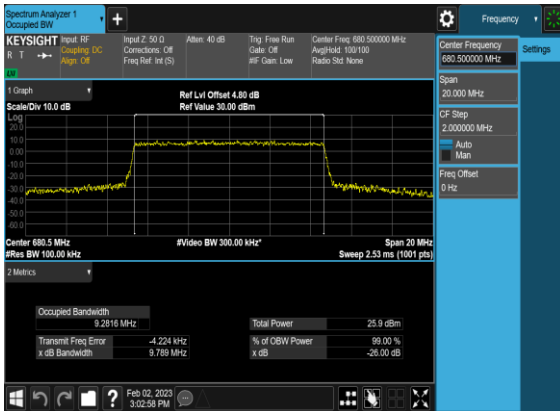 Spectrum Analyzer 1
Occupied BW
+
Frequency
KEYSIGHT
R T
LW
Input: RF
Coupling: DC
Align: Off
Input Z: 50 Ω
Corrections: Off
Freq Ref: Int (S)
Atten: 40 dB
Trig: Free Run
Gate: Off
#IF Gain: Low
Center Freq: 680.500000 MHz
Avg|Hold: 100/100
Radio Std: None
Center Frequency
680.500000 MHz
Settings
Span
20.000 MHz
CF Step
2.000000 MHz
Auto
Man
Freq Offset
0 Hz
1 Graph
Scale/Div 10.0 dB
Ref Lvl Offset 4.80 dB
Ref Value 30.00 dBm
Log
20.0
10.0
0.00
-10.0
-20.0
-30.0
-40.0
-50.0
-60.0
Center 680.5 MHz
#Res BW 100.00 kHz
#Video BW 300.00 kHz*
Span 20 MHz
Sweep 2.53 ms (1001 pts)
2 Metrics
Occupied Bandwidth
9.2816 MHz
Total Power 25.9 dBm
Transmit Freq Error -4.224 kHz
% of OBW Power 99.00 %
x dB Bandwidth 9.789 MHz
x dB -26.00 dB
?
Feb 02, 2023
3:02:58 PM